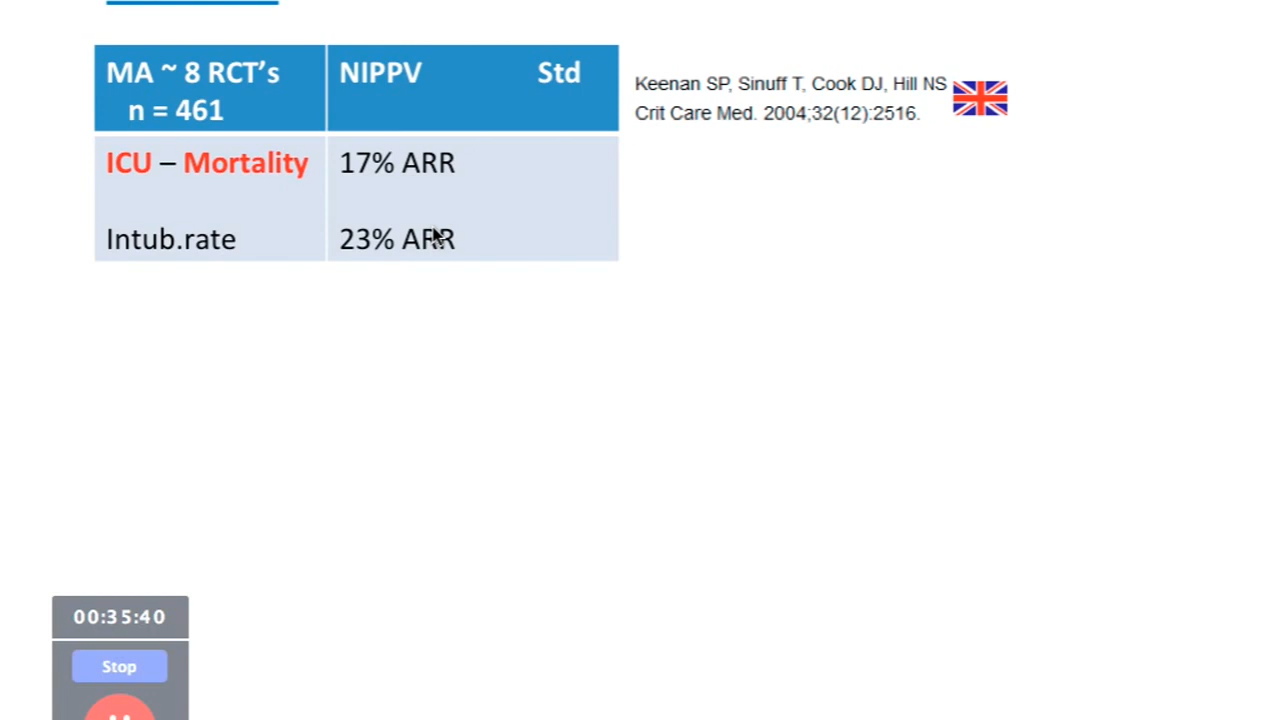 MA ~ 8 RCT's NIPPV Std
n = 461
Keenan SP, Sinuff T, Cook DJ, Hill NS
Crit Care Med. 2004;32(12):2516.
ICU – Mortality 17% ARR
Intub.rate 23% ARR
00:35:40
Stop